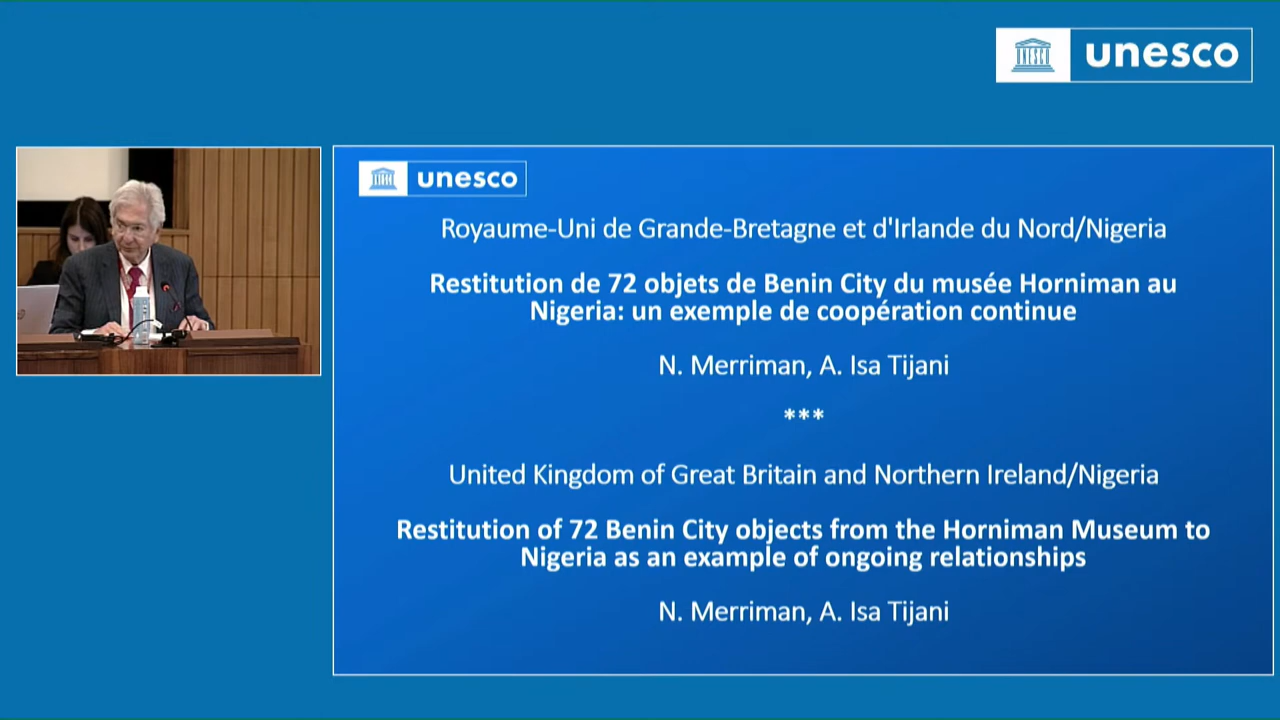 unesco
unesco
Royaume-Uni de Grande-Bretagne et d'Irlande du Nord/Nigeria
Restitution de 72 objets de Benin City du musée Horniman au
Nigeria: un exemple de coopération continue
N. Merriman, A. Isa Tijani
***
United Kingdom of Great Britain and Northern Ireland/Nigeria
Restitution of 72 Benin City objects from the Horniman Museum to
Nigeria as an example of ongoing relationships
N. Merriman, A. Isa Tijani